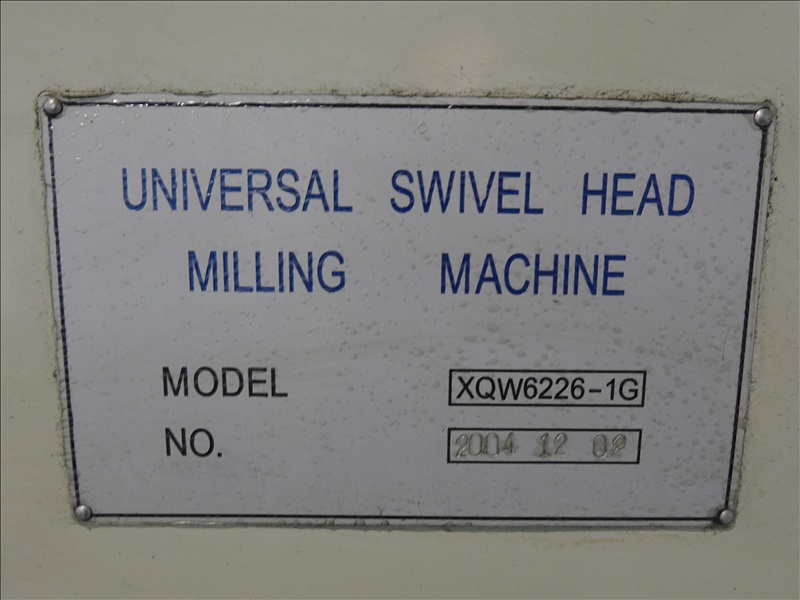 UNIVERSAL SWIVEL HEAD
MILLING MACHINE
MODEL XQW6226-1G
NO. 2004 12 02